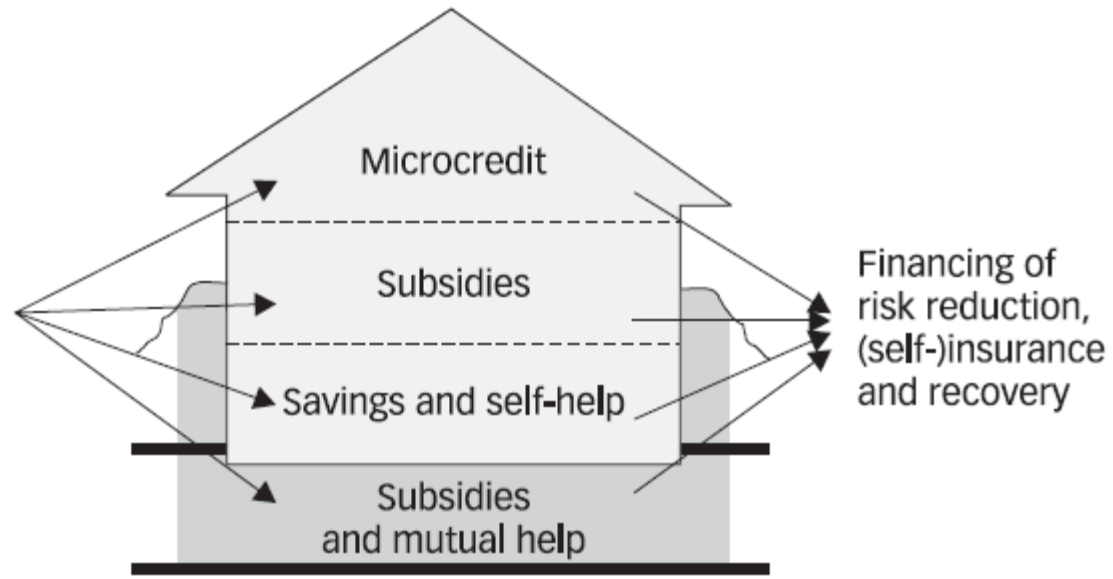 Microcredit
Subsidies
Savings and self-help
Subsidies
and mutual help
Financing of
risk reduction,
(self-)insurance
and recovery